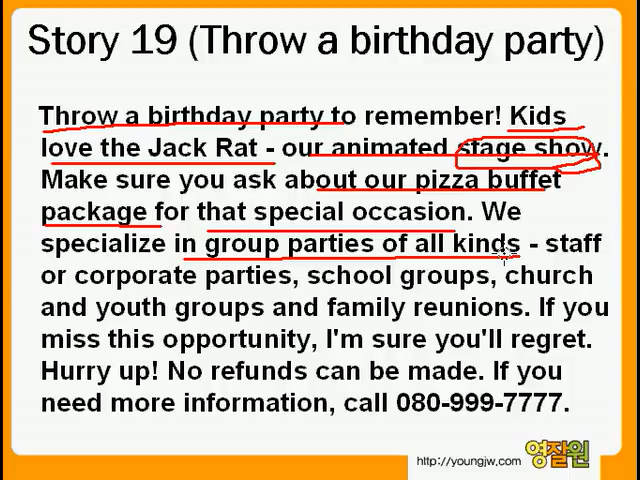 Story 19 (Throw a birthday party)
Throw a birthday party to remember! Kids
love the Jack Rat - our animated stage show.
Make sure you ask about our pizza buffet
package for that special occasion. We
specialize in group parties of all kinds - staff
or corporate parties, school groups, church
and youth groups and family reunions. If you
miss this opportunity, I'm sure you'll regret.
Hurry up! No refunds can be made. If you
need more information, call 080-999-7777.
http://youngjw.com 영잘원